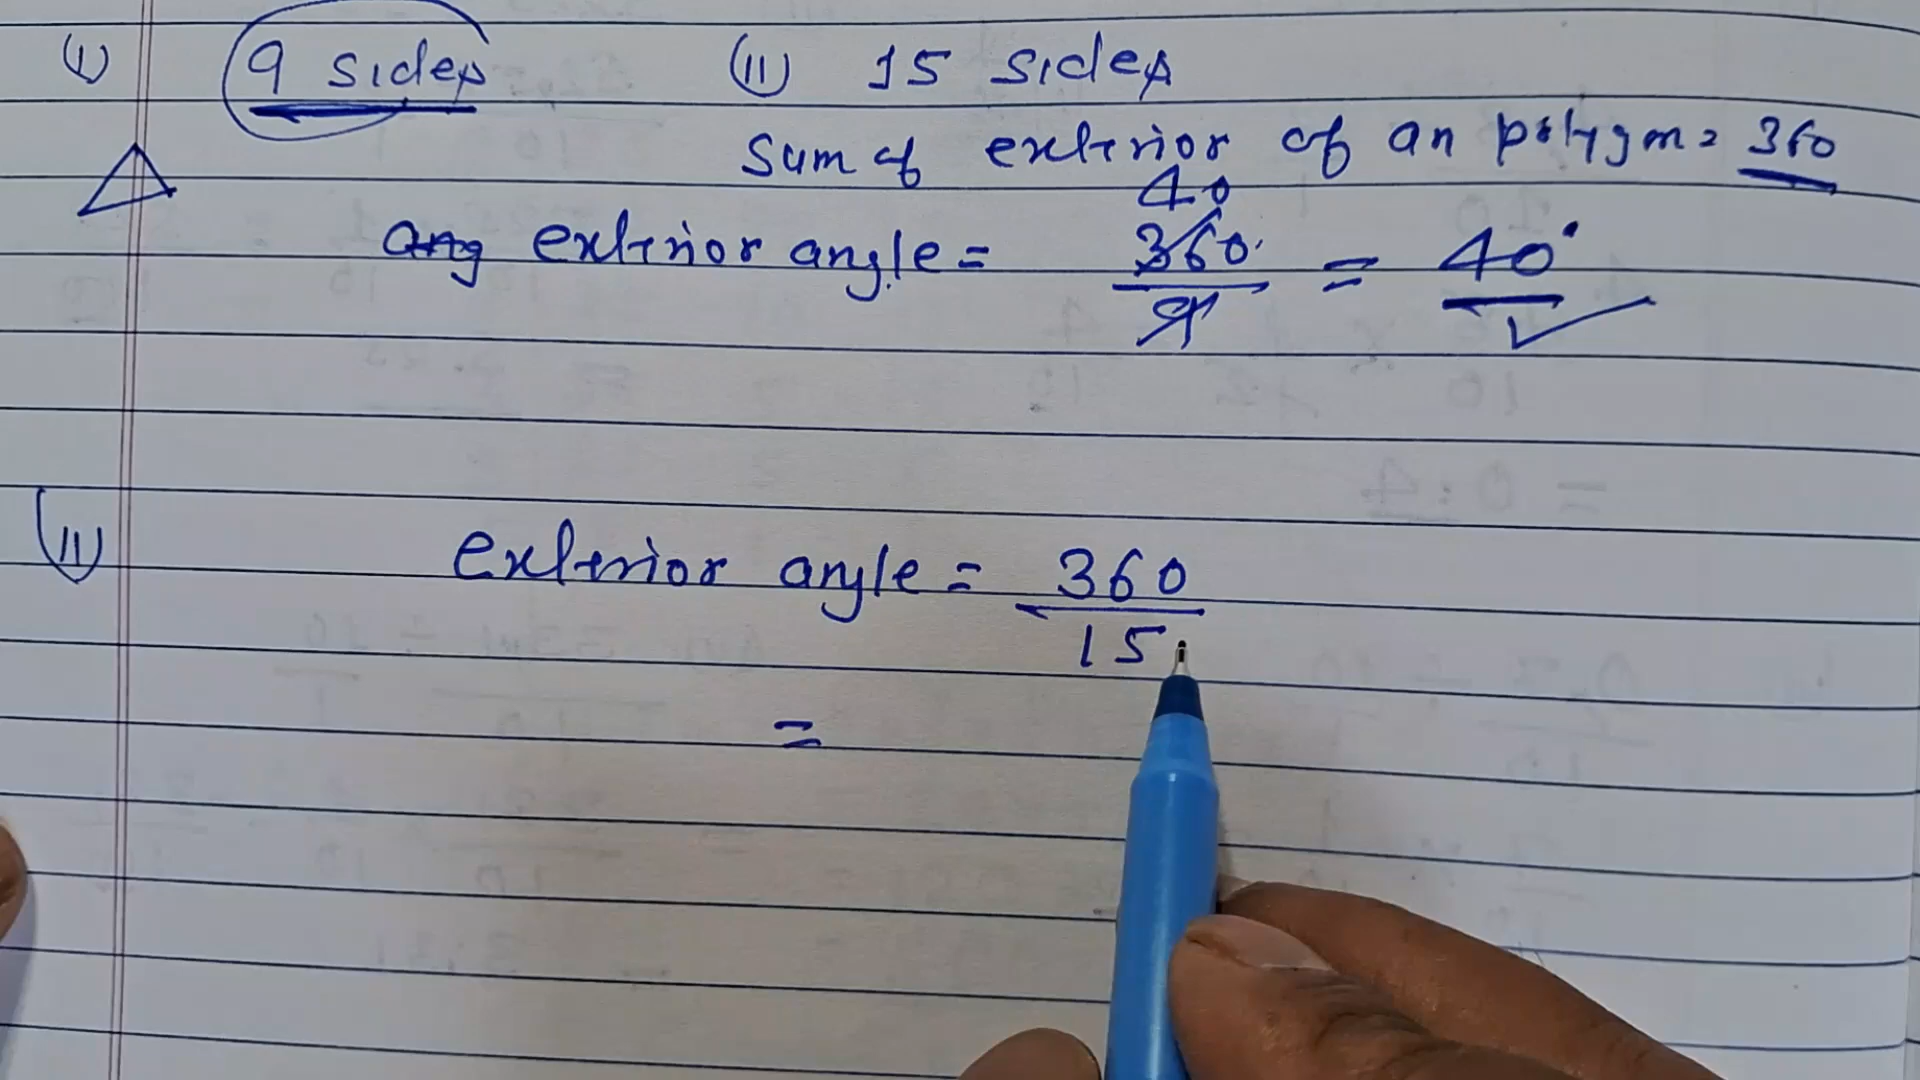 (i) 9 sides (ii) 15 sides
Sum of exterior of an polygon = 360
40
ang exterior angle = 360 / 9 = 40°
(ii) exterior angle = 360 / 15
=